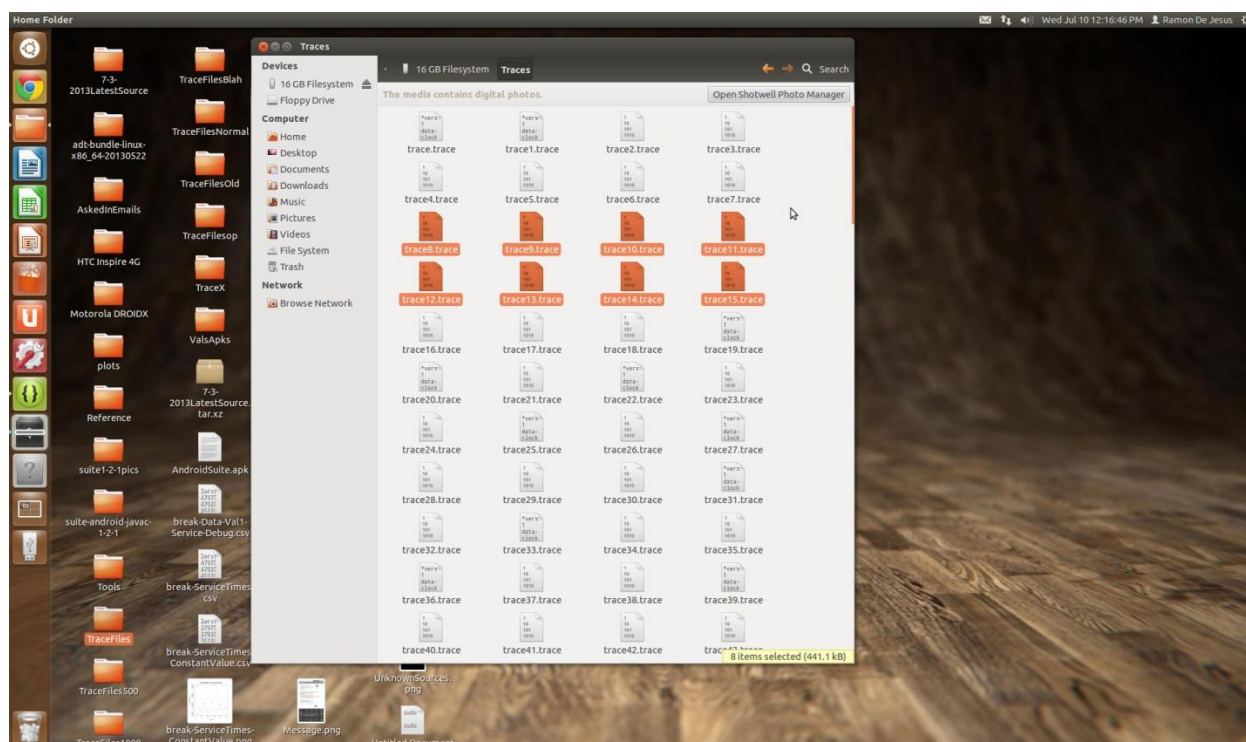 Home Folder
Wed Jul 10 12:16:46 PM Ramon De Jesus
7-3-
2013LatestSource
adt-bundle-linux-
x86_64-20130522
AskedInEmails
HTC Inspire 4G
Motorola DROIDX
plots
Reference
suite1-2-1pics
suite-android-javac-
1-2-1
Tools
TraceFiles
TraceFiles500
TraceFiles1000
TraceFilesBlah
TraceFilesNormal
TraceFilesOld
TraceFilesop
TraceX
ValsApks
7-3-
2013LatestSource.
tar.xz
AndroidSuite.apk
break-Data-Val1-
Service-Debug.csv
break-ServiceTimes
csv
break-ServiceTimes
ConstantValue.csv
break-ServiceTimes-
ConstantValue.png
Message.png
UnknownSources.
png
Untitled Document
Traces
Devices
16 GB Filesystem
Floppy Drive
Computer
Home
Desktop
Documents
Downloads
Music
Pictures
Videos
File System
Trash
Network
Browse Network
16 GB Filesystem Traces Search
The media contains digital photos. Open Shotwell Photo Manager
trace.trace trace1.trace trace2.trace trace3.trace
trace4.trace trace5.trace trace6.trace trace7.trace
trace8.trace trace9.trace trace10.trace trace11.trace
trace12.trace trace13.trace trace14.trace trace15.trace
trace16.trace trace17.trace trace18.trace trace19.trace
trace20.trace trace21.trace trace22.trace trace23.trace
trace24.trace trace25.trace trace26.trace trace27.trace
trace28.trace trace29.trace trace30.trace trace31.trace
trace32.trace trace33.trace trace34.trace trace35.trace
trace36.trace trace37.trace trace38.trace trace39.trace
trace40.trace trace41.trace trace42.trace
8 items selected (441.1 kB)